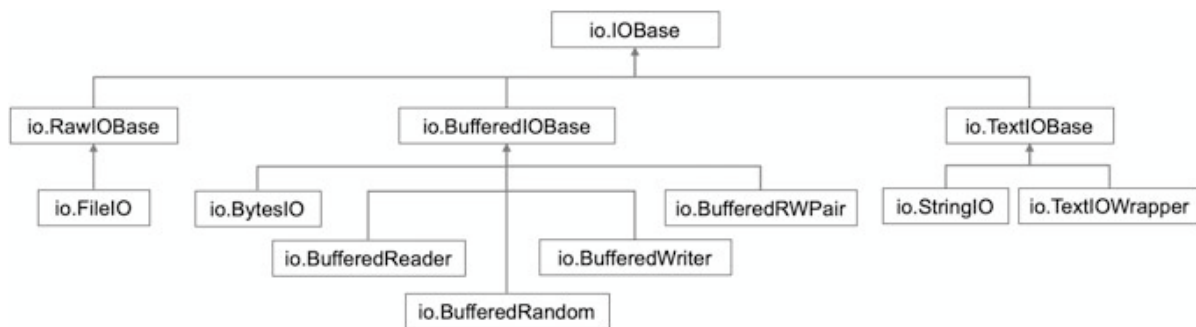 io.IOBase
io.RawIOBase
io.BufferedIOBase
io.TextIOBase
io.FileIO
io.BytesIO
io.BufferedRWPair
io.StringIO
io.TextIOWrapper
io.BufferedReader
io.BufferedWriter
io.BufferedRandom